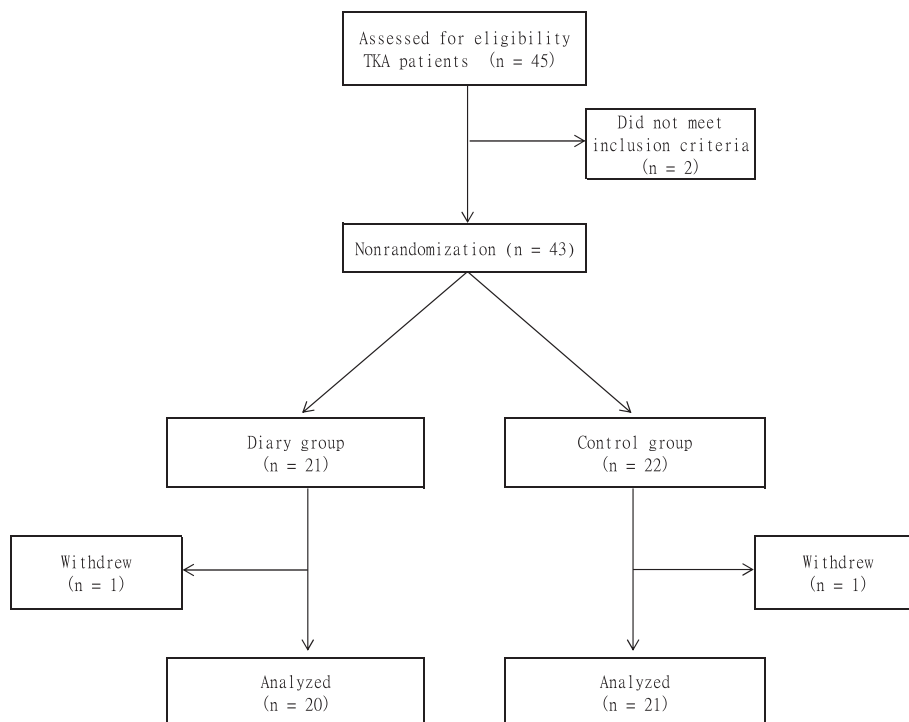 Assessed for eligibility
TKA patients (n = 45)
Did not meet
inclusion criteria
(n = 2)
Nonrandomization (n = 43)
Diary group
(n = 21)
Control group
(n = 22)
Withdrew
(n = 1)
Withdrew
(n = 1)
Analyzed
(n = 20)
Analyzed
(n = 21)